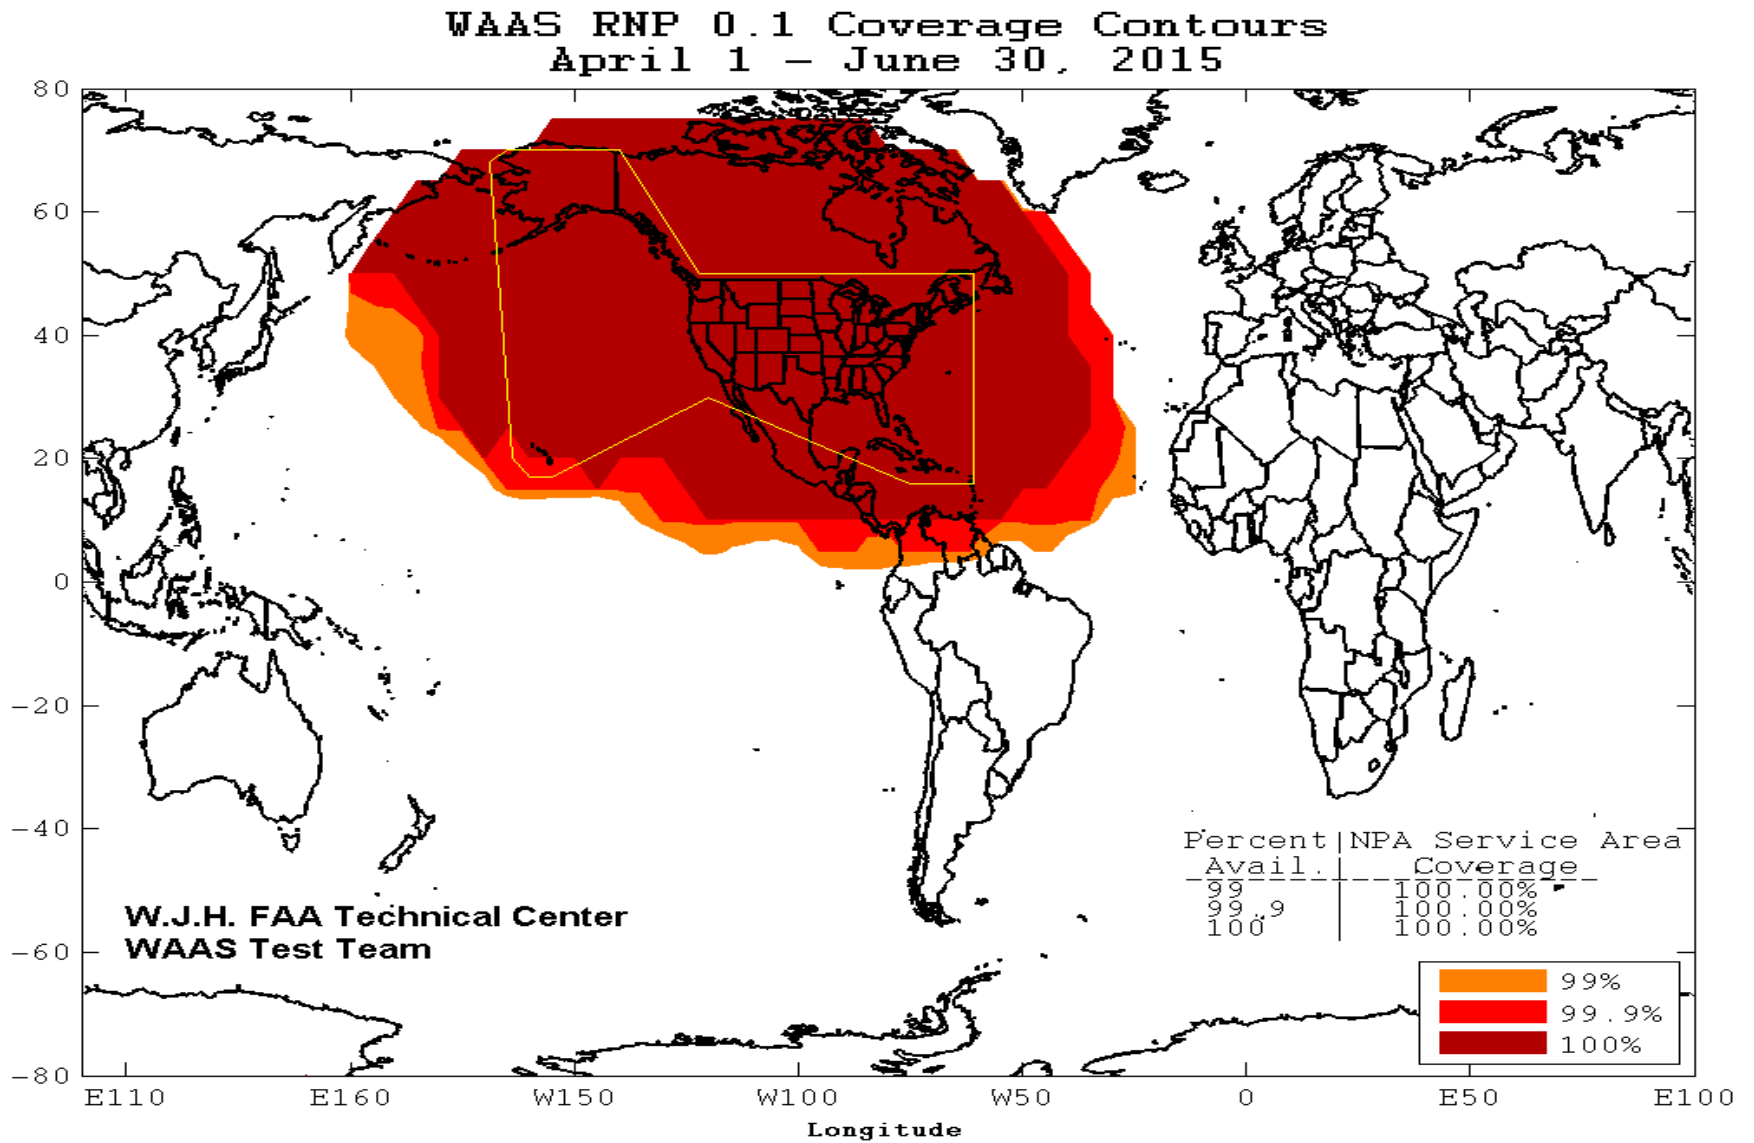 WAAS RNP 0.1 Coverage Contours
April 1 – June 30, 2015
80
60
40
20
0
-20
-40
-60
-80
Percent|NPA Service Area
Avail. | Coverage
99 | 100.00%
99.9 | 100.00%
100 | 100.00%
W.J.H. FAA Technical Center
WAAS Test Team
99%
99.9%
100%
E110 E160 W150 W100 W50 0 E50 E100
Longitude